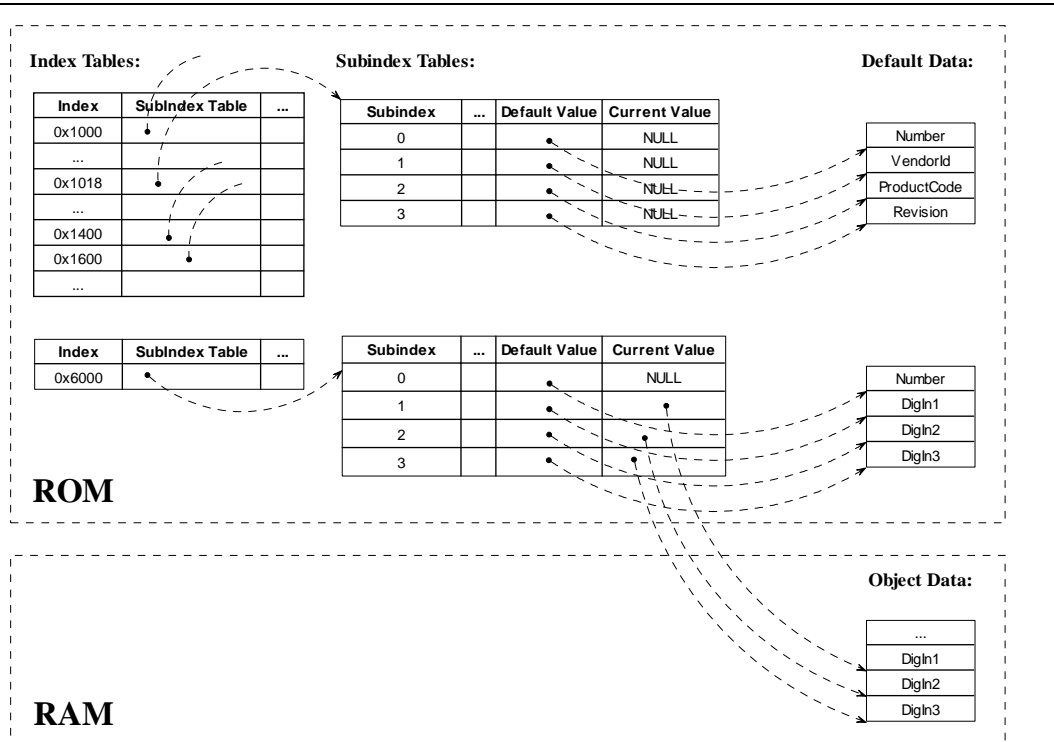 Index Tables:
Subindex Tables:
Default Data:
Index SubIndex Table ...
0x1000
...
0x1018
...
0x1400
0x1600
...
Subindex ... Default Value Current Value
0 NULL
1 NULL
2 NULL
3 NULL
Number
VendorId
ProductCode
Revision
Index SubIndex Table ...
0x6000
Subindex ... Default Value Current Value
0 NULL
1
2
3
Number
DigIn1
DigIn2
DigIn3
ROM
Object Data:
...
DigIn1
DigIn2
DigIn3
RAM